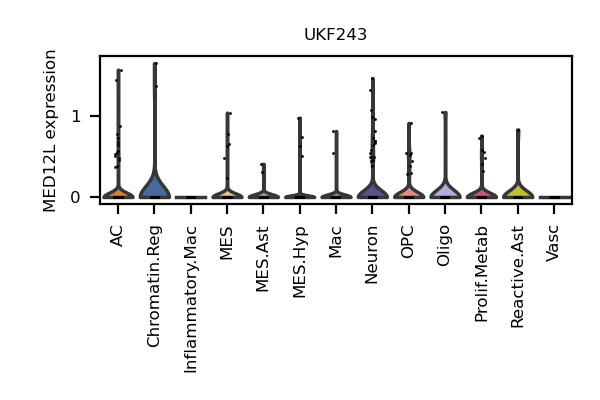 UKF243
MED12L expression
1
0
AC
Chromatin.Reg
Inflammatory.Mac
MES
MES.Ast
MES.Hyp
Mac
Neuron
OPC
Oligo
Prolif.Metab
Reactive.Ast
Vasc